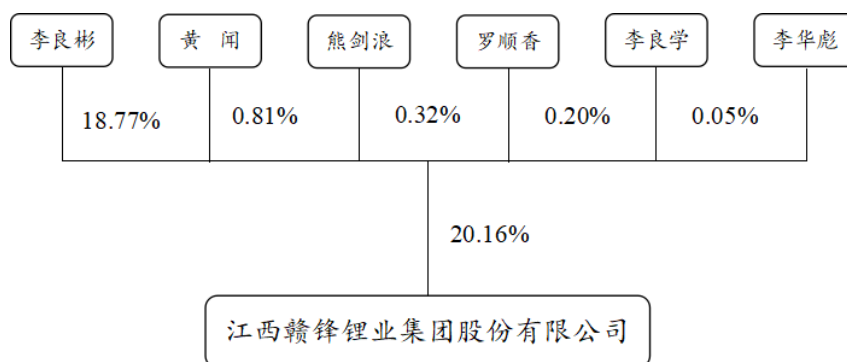 李良彬 黄 闻 熊剑浪 罗顺香 李良学 李华彪
18.77% 0.81% 0.32% 0.20% 0.05%
20.16%
江西赣锋锂业集团股份有限公司